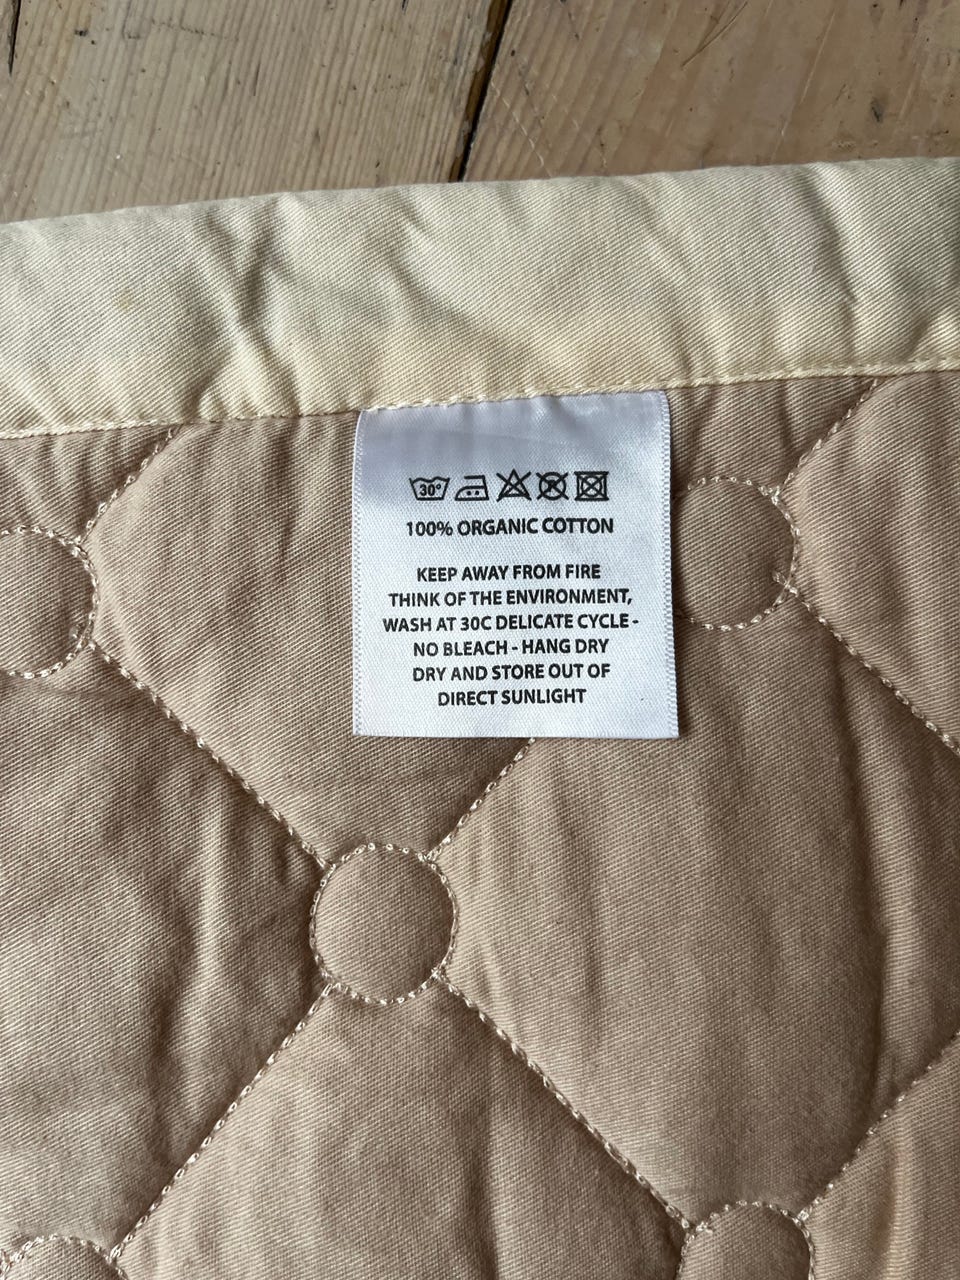 30°
100% ORGANIC COTTON
KEEP AWAY FROM FIRE
THINK OF THE ENVIRONMENT,
WASH AT 30C DELICATE CYCLE -
NO BLEACH - HANG DRY
DRY AND STORE OUT OF
DIRECT SUNLIGHT